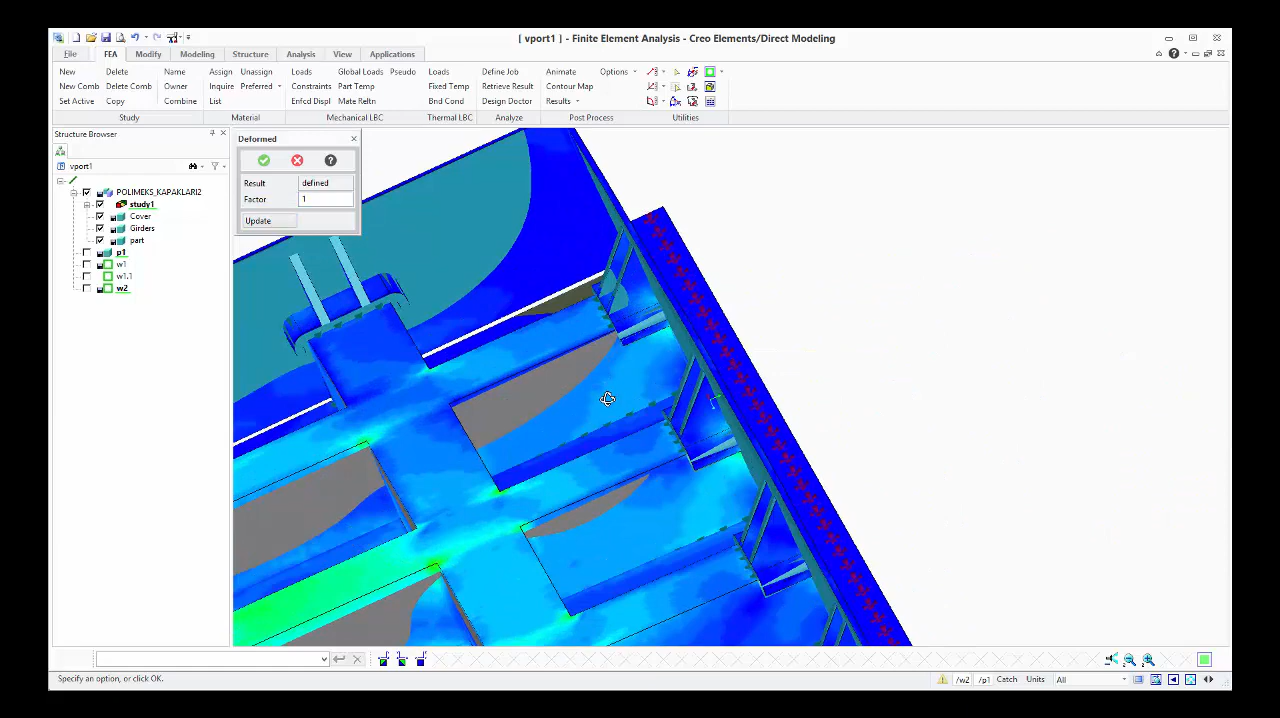 [ vport1 ] - Finite Element Analysis - Creo Elements/Direct Modeling
File FEA Modify Modeling Structure Analysis View Applications
New Delete Name Assign Unassign Loads Global Loads Pseudo Loads Define Job Animate Options
New Comb Delete Comb Owner Inquire Preferred Constraints Part Temp Fixed Temp Retrieve Result Contour Map
Set Active Copy Combine List Enfcd Displ Mate Reltn Bnd Cond Design Doctor Results
Study Material Mechanical LBC Thermal LBC Analyze Post Process Utilities
Structure Browser
vport1
POLIMEKS_KAPAKLARI2
study1
Cover
Girders
part
p1
w1
w1.1
w2
Deformed
Result defined
Factor 1
Update
Specify an option, or click OK.
/w2 /p1 Catch Units All